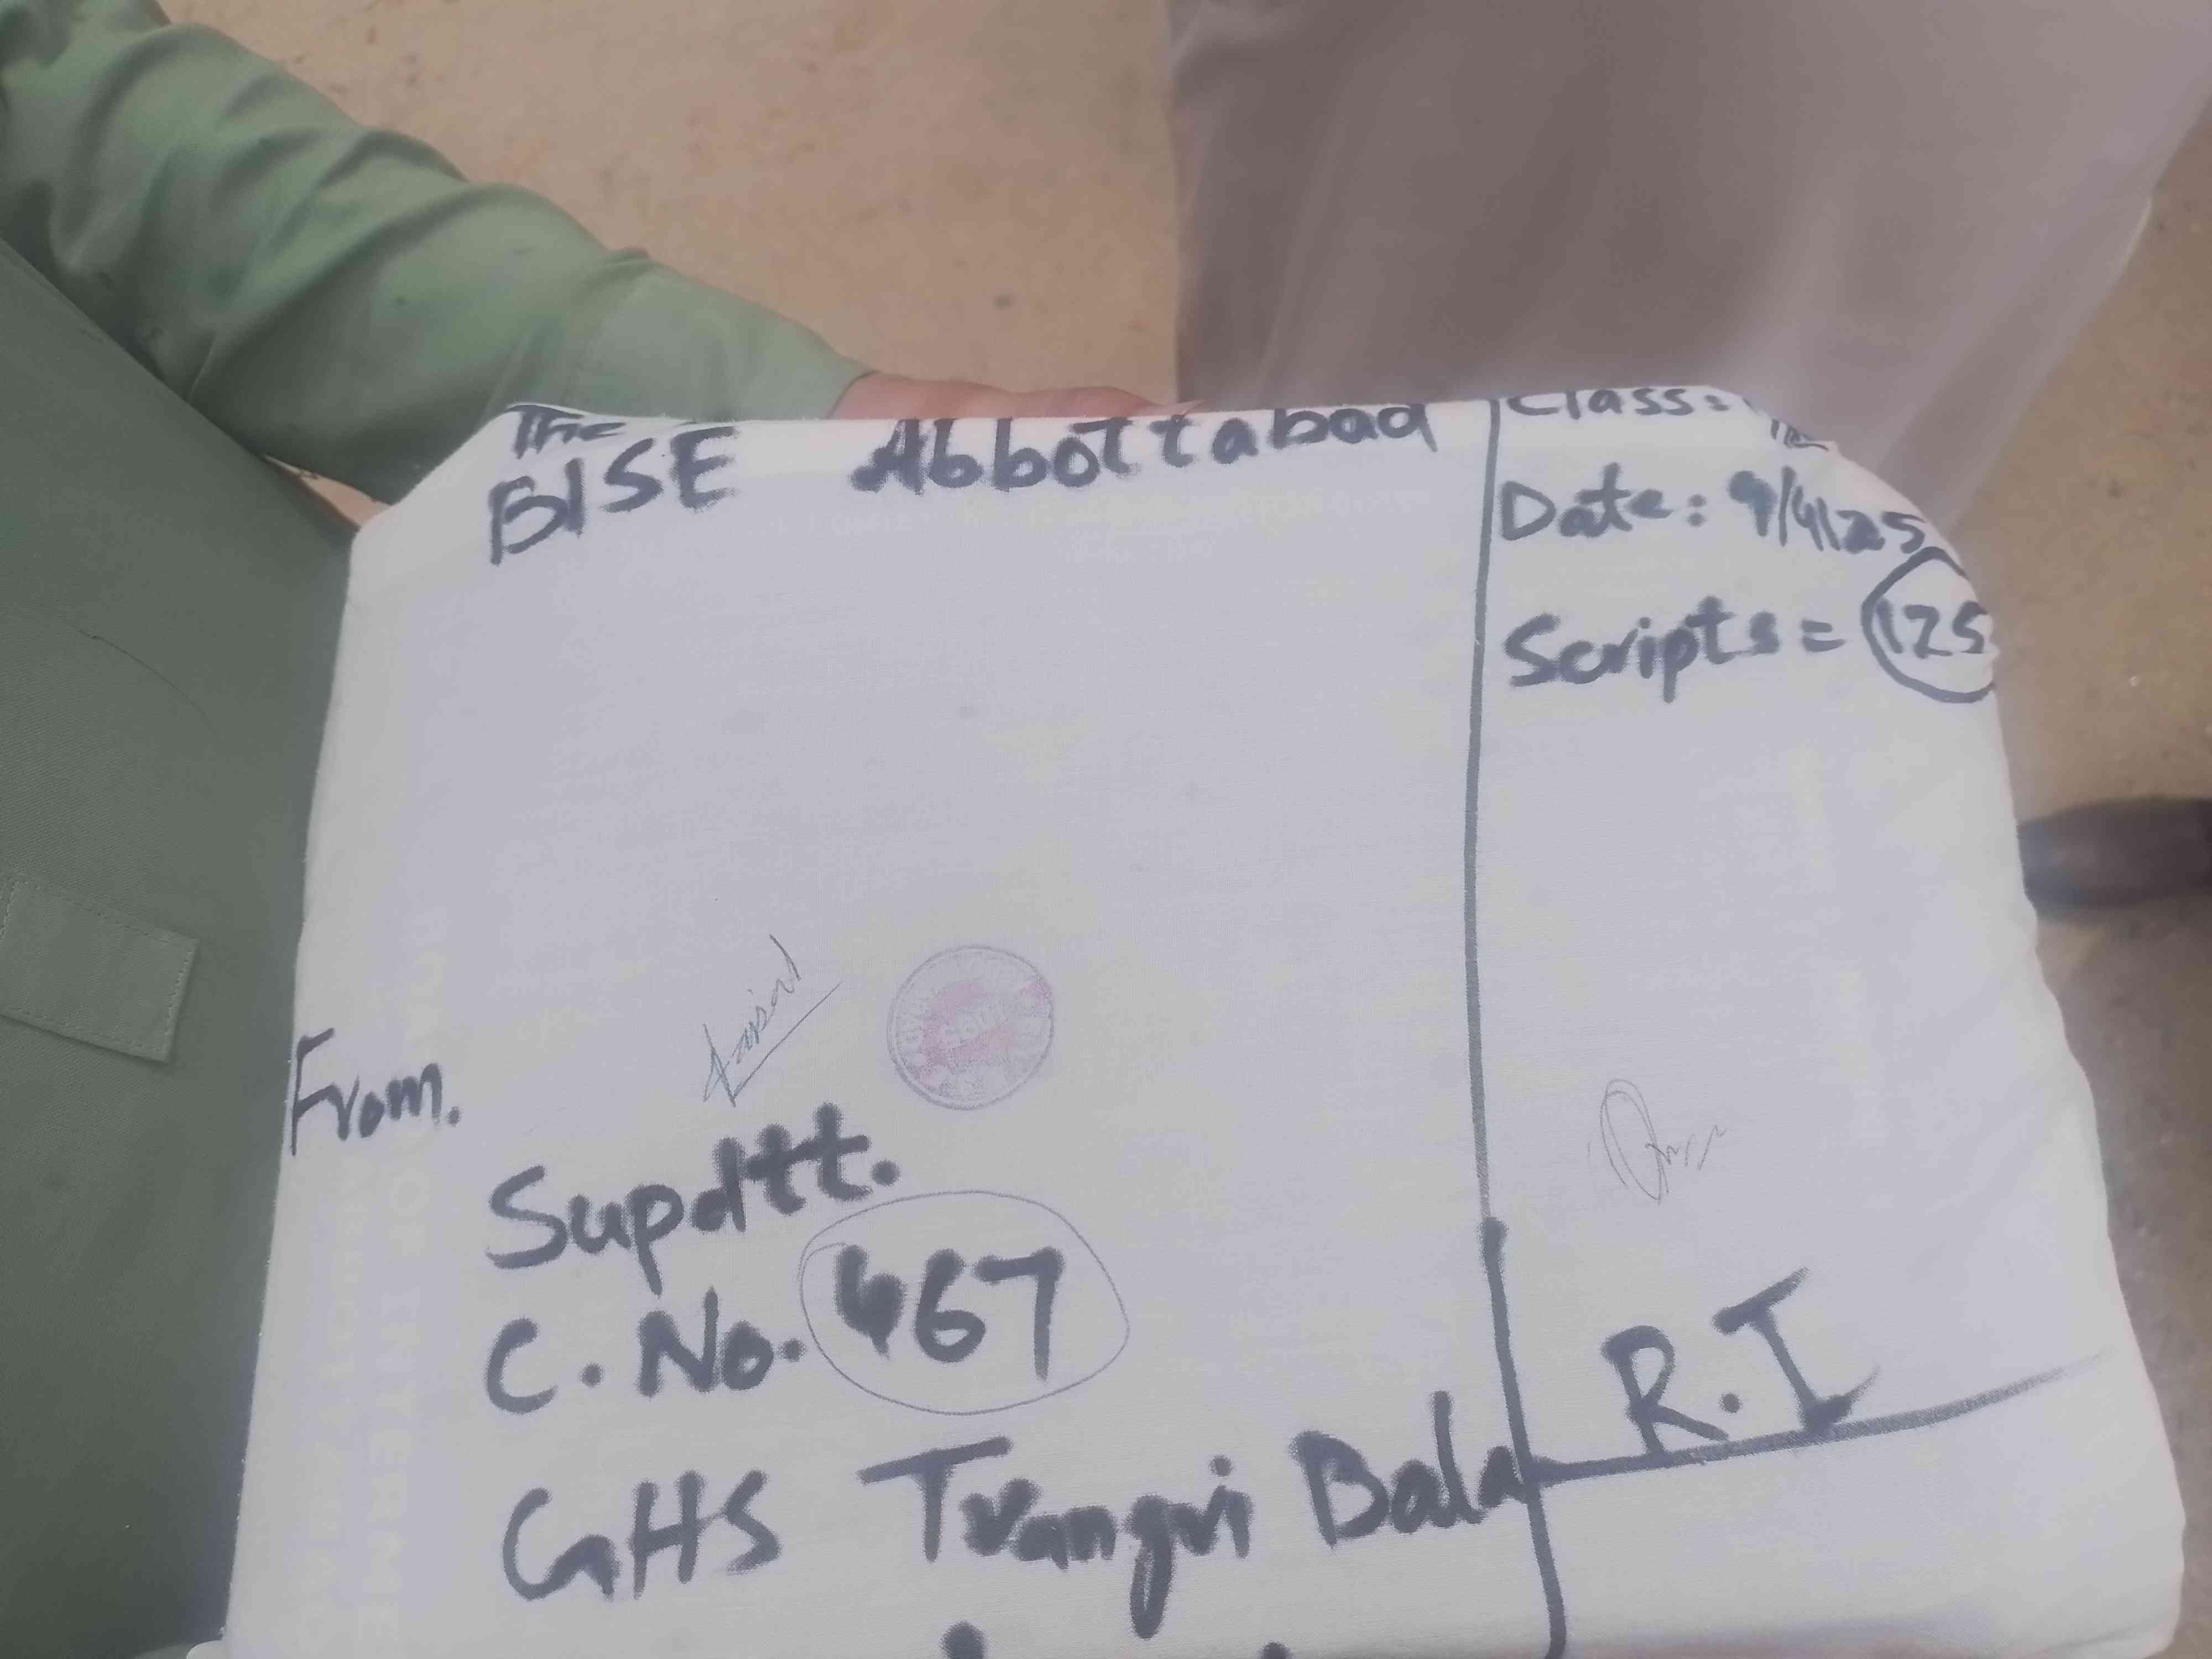 The
BISE Abbottabad
Class:
Date: 9/4/25
Scripts = 125
From.
Supdtt.
C. No. 467
GHS Trangri Bala
R.I